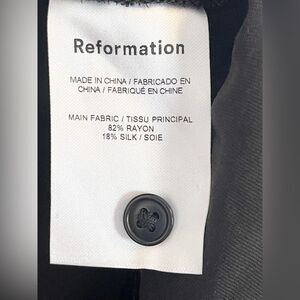 Reformation
MADE IN CHINA / FABRICADO EN
CHINA / FABRIQUÉ EN CHINE
MAIN FABRIC / TISSU PRINCIPAL
82% RAYON
18% SILK / SOIE